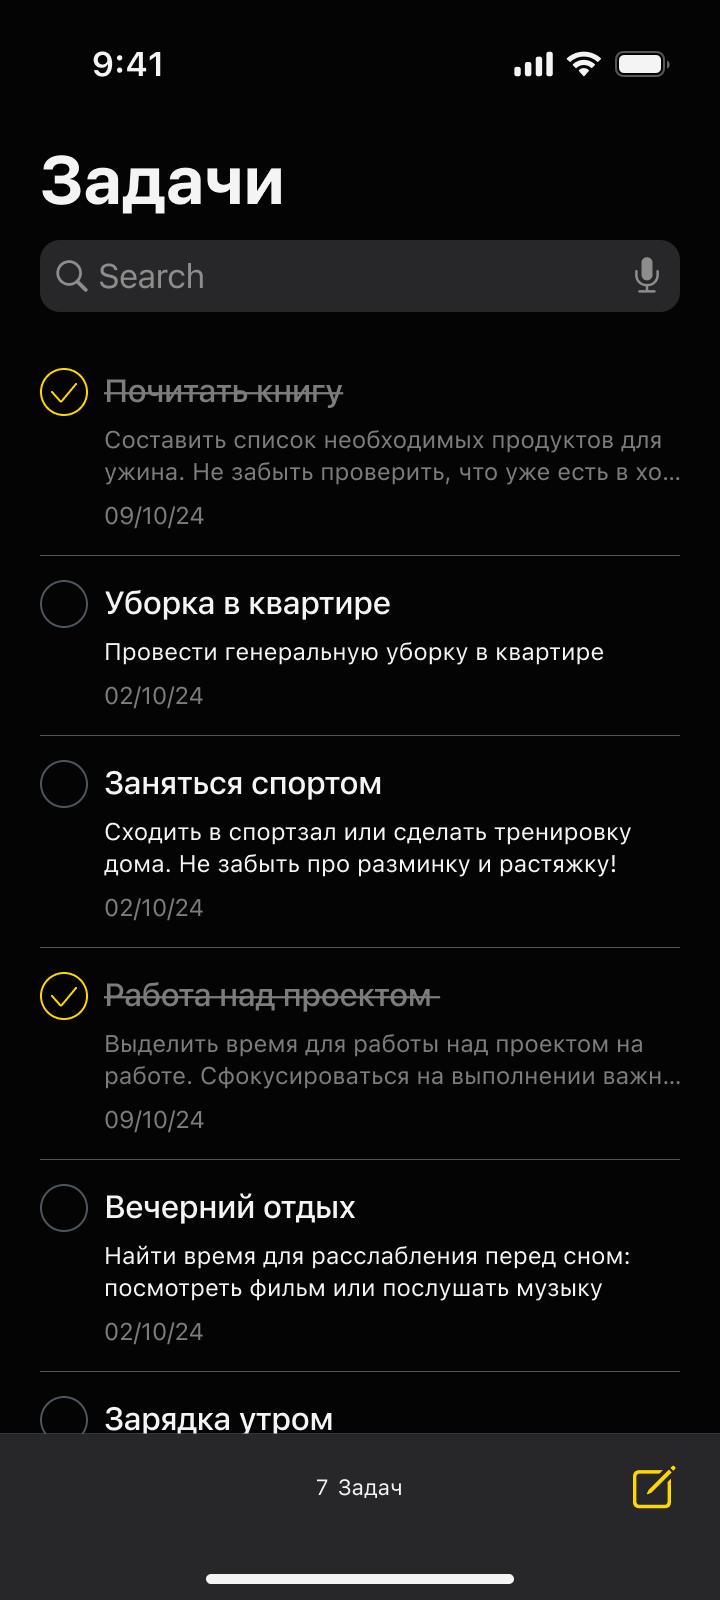 9:41
Задачи
Search
Почитать книгу
Составить список необходимых продуктов для
ужина. Не забыть проверить, что уже есть в хо...
09/10/24
Уборка в квартире
Провести генеральную уборку в квартире
02/10/24
Заняться спортом
Сходить в спортзал или сделать тренировку
дома. Не забыть про разминку и растяжку!
02/10/24
Работа над проектом
Выделить время для работы над проектом на
работе. Сфокусироваться на выполнении важн...
09/10/24
Вечерний отдых
Найти время для расслабления перед сном:
посмотреть фильм или послушать музыку
02/10/24
Зарядка утром
7 Задач